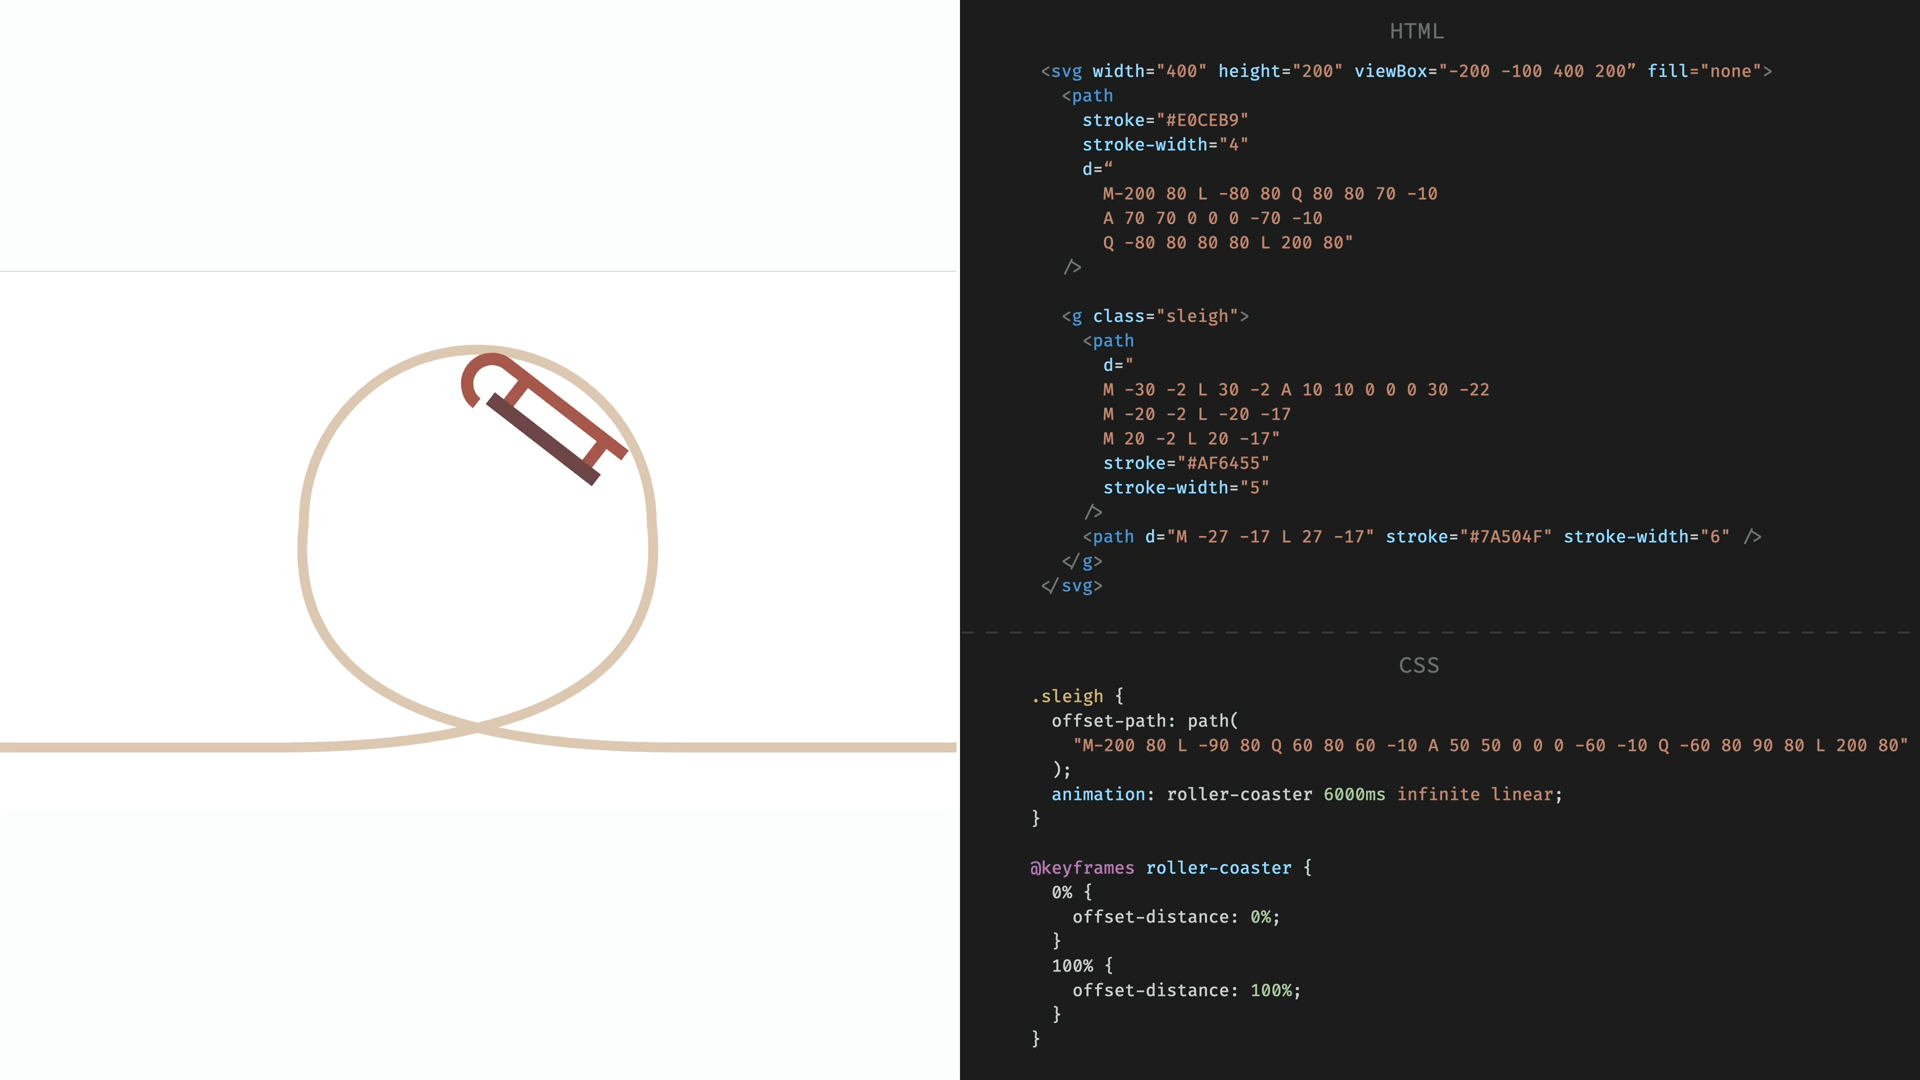 HTML
<svg width="400" height="200" viewBox="-200 -100 400 200” fill="none">
<path
stroke="#E0CEB9"
stroke-width="4"
d=“
M-200 80 L -80 80 Q 80 80 70 -10
A 70 70 0 0 0 -70 -10
Q -80 80 80 80 L 200 80"
/>
<g class="sleigh">
<path
d="
M -30 -2 L 30 -2 A 10 10 0 0 0 30 -22
M -20 -2 L -20 -17
M 20 -2 L 20 -17"
stroke="#AF6455"
stroke-width="5"
/>
<path d="M -27 -17 L 27 -17" stroke="#7A504F" stroke-width="6" />
</g>
</svg>
CSS
.sleigh {
offset-path: path(
"M-200 80 L -90 80 Q 60 80 60 -10 A 50 50 0 0 0 -60 -10 Q -60 80 90 80 L 200 80"
);
animation: roller-coaster 6000ms infinite linear;
}
@keyframes roller-coaster {
0% {
offset-distance: 0%;
}
100% {
offset-distance: 100%;
}
}